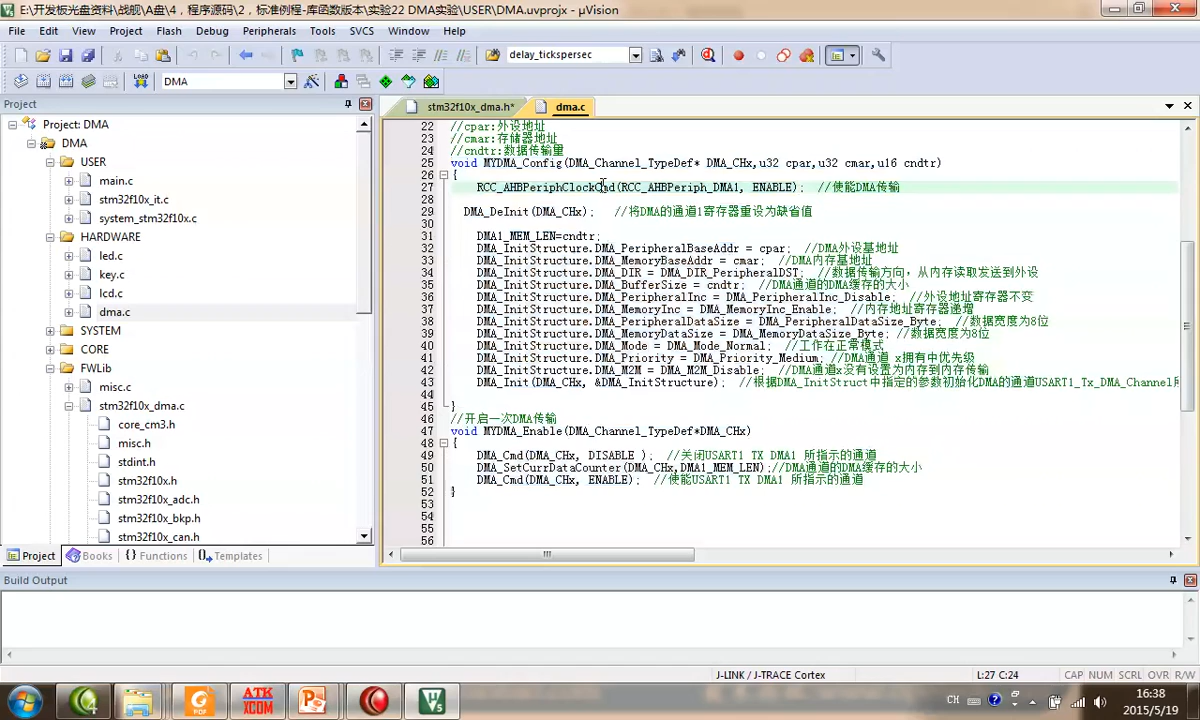 E:\开发板光盘资料\战舰\A盘\4，程序源码\2，标准例程-库函数版本\实验22 DMA实验\USER\DMA.uvprojx - µVision
File Edit View Project Flash Debug Peripherals Tools SVCS Window Help
delay_tickspersec
LOAD DMA
Project
stm32f10x_dma.h* dma.c
Project: DMA
DMA
USER
main.c
stm32f10x_it.c
system_stm32f10x.c
HARDWARE
led.c
key.c
lcd.c
dma.c
SYSTEM
CORE
FWLib
misc.c
stm32f10x_dma.c
core_cm3.h
misc.h
stdint.h
stm32f10x.h
stm32f10x_adc.h
stm32f10x_bkp.h
stm32f10x_can.h
Project Books {} Functions Templates
22 //cpar:外设地址
23 //cmar:存储器地址
24 //cndtr:数据传输量
25 void MYDMA_Config(DMA_Channel_TypeDef* DMA_CHx,u32 cpar,u32 cmar,u16 cndtr)
26 {
27 RCC_AHBPeriphClockCmd(RCC_AHBPeriph_DMA1, ENABLE); //使能DMA传输
28
29 DMA_DeInit(DMA_CHx); //将DMA的通道1寄存器重设为缺省值
30
31 DMA1_MEM_LEN=cndtr;
32 DMA_InitStructure.DMA_PeripheralBaseAddr = cpar; //DMA外设基地址
33 DMA_InitStructure.DMA_MemoryBaseAddr = cmar; //DMA内存基地址
34 DMA_InitStructure.DMA_DIR = DMA_DIR_PeripheralDST; //数据传输方向，从内存读取发送到外设
35 DMA_InitStructure.DMA_BufferSize = cndtr; //DMA通道的DMA缓存的大小
36 DMA_InitStructure.DMA_PeripheralInc = DMA_PeripheralInc_Disable; //外设地址寄存器不变
37 DMA_InitStructure.DMA_MemoryInc = DMA_MemoryInc_Enable; //内存地址寄存器递增
38 DMA_InitStructure.DMA_PeripheralDataSize = DMA_PeripheralDataSize_Byte; //数据宽度为8位
39 DMA_InitStructure.DMA_MemoryDataSize = DMA_MemoryDataSize_Byte; //数据宽度为8位
40 DMA_InitStructure.DMA_Mode = DMA_Mode_Normal; //工作在正常模式
41 DMA_InitStructure.DMA_Priority = DMA_Priority_Medium; //DMA通道 x拥有中优先级
42 DMA_InitStructure.DMA_M2M = DMA_M2M_Disable; //DMA通道x没有设置为内存到内存传输
43 DMA_Init(DMA_CHx, &DMA_InitStructure); //根据DMA_InitStruct中指定的参数初始化DMA的通道USART1_Tx_DMA_Channel
44
45 }
46 //开启一次DMA传输
47 void MYDMA_Enable(DMA_Channel_TypeDef*DMA_CHx)
48 {
49 DMA_Cmd(DMA_CHx, DISABLE ); //关闭USART1 TX DMA1 所指示的通道
50 DMA_SetCurrDataCounter(DMA_CHx,DMA1_MEM_LEN);//DMA通道的DMA缓存的大小
51 DMA_Cmd(DMA_CHx, ENABLE); //使能USART1 TX DMA1 所指示的通道
52 }
53
54
55
56
Build Output
J-LINK / J-TRACE Cortex L:27 C:24 CAP NUM SCRL OVR R/W
PDF ATK XCOM CH 16:38
2015/5/19